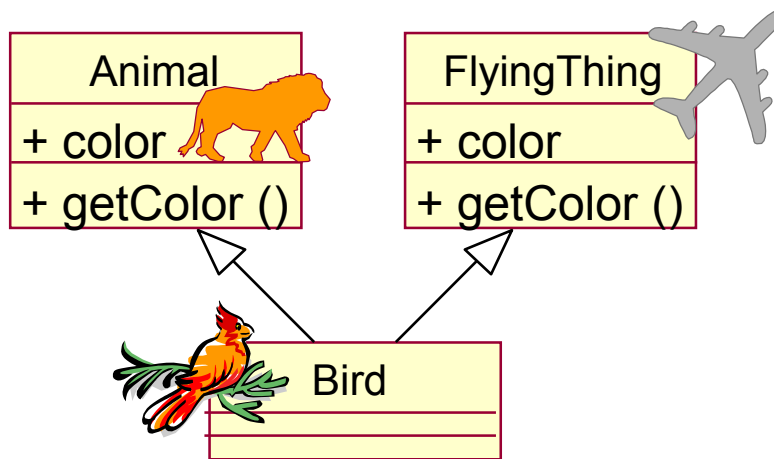 Animal
+ color
+ getColor ()
FlyingThing
+ color
+ getColor ()
Bird